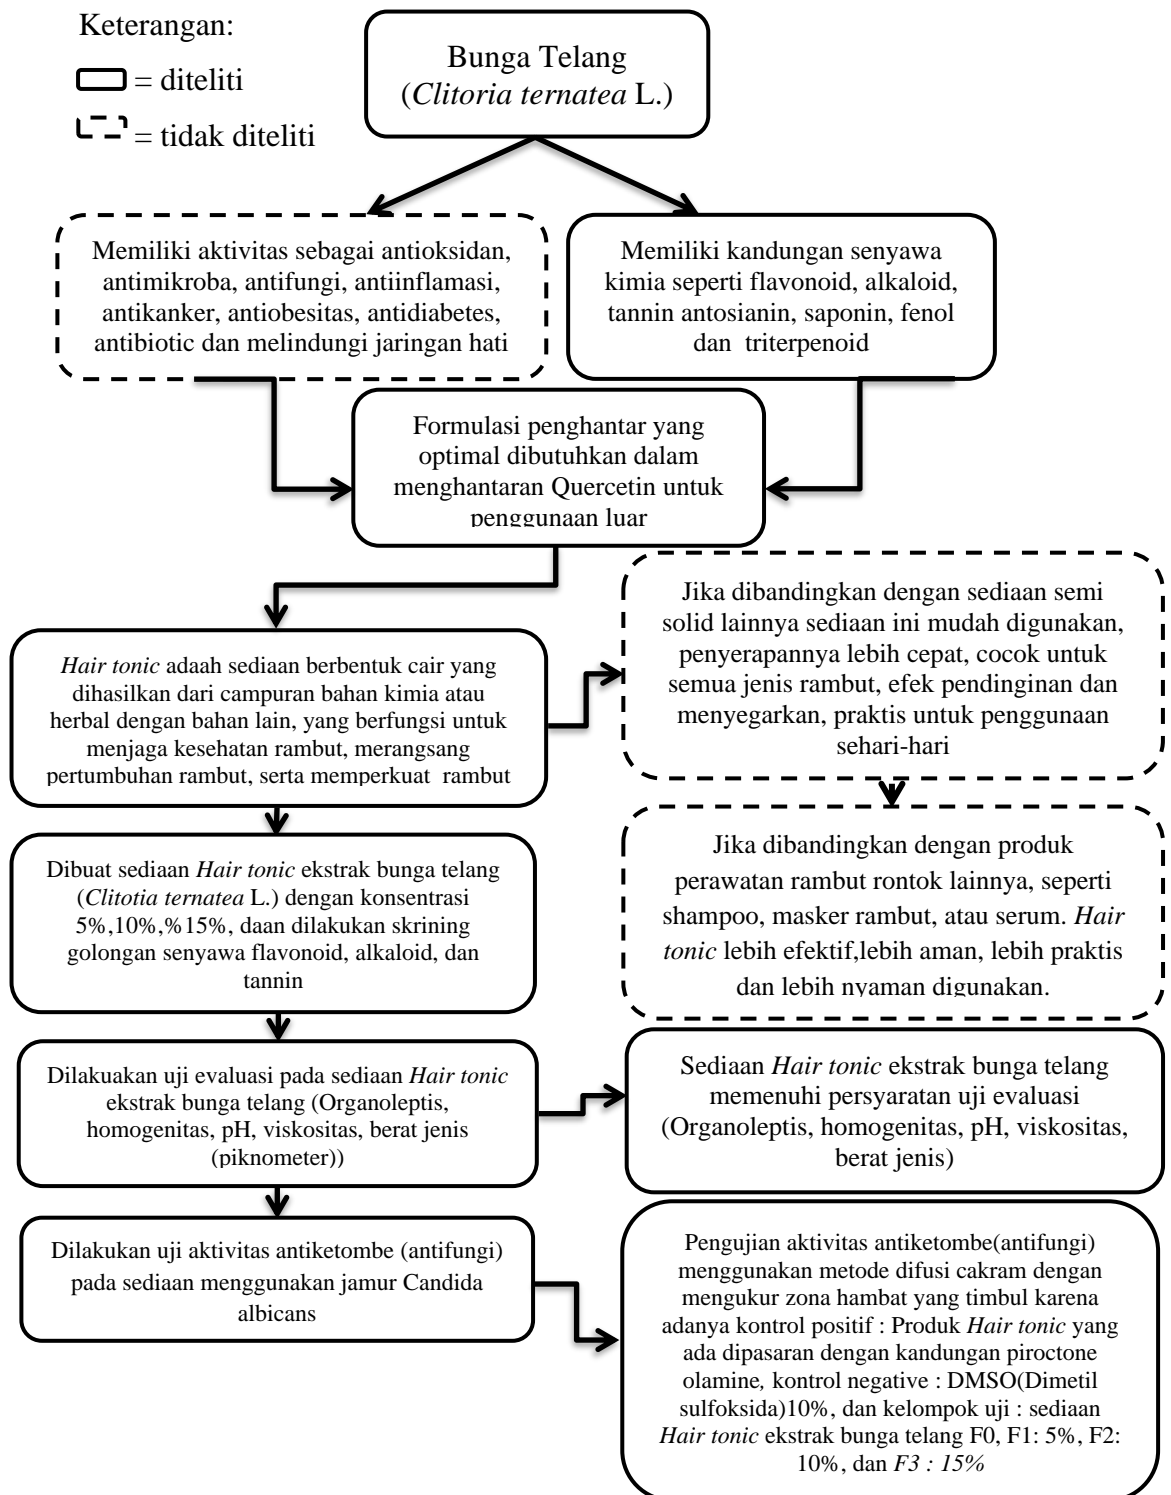 Keterangan:
= diteliti
= tidak diteliti
Bunga Telang
(Clitoria ternatea L.)
Memiliki aktivitas sebagai antioksidan,
antimikroba, antifungi, antiinflamasi,
antikanker, antiobesitas, antidiabetes,
antibiotic dan melindungi jaringan hati
Memiliki kandungan senyawa
kimia seperti flavonoid, alkaloid,
tannin antosianin, saponin, fenol
dan triterpenoid
Formulasi penghantar yang
optimal dibutuhkan dalam
menghantaran Quercetin untuk
penggunaan luar
Jika dibandingkan dengan sediaan semi
solid lainnya sediaan ini mudah digunakan,
penyerapannya lebih cepat, cocok untuk
semua jenis rambut, efek pendinginan dan
menyegarkan, praktis untuk penggunaan
sehari-hari
Hair tonic adaah sediaan berbentuk cair yang
dihasilkan dari campuran bahan kimia atau
herbal dengan bahan lain, yang berfungsi untuk
menjaga kesehatan rambut, merangsang
pertumbuhan rambut, serta memperkuat rambut
Jika dibandingkan dengan produk
perawatan rambut rontok lainnya, seperti
shampoo, masker rambut, atau serum. Hair
tonic lebih efektif,lebih aman, lebih praktis
dan lebih nyaman digunakan.
Dibuat sediaan Hair tonic ekstrak bunga telang
(Clitotia ternatea L.) dengan konsentrasi
5%,10%,%15%, daan dilakukan skrining
golongan senyawa flavonoid, alkaloid, dan
tannin
Dilakuakan uji evaluasi pada sediaan Hair tonic
ekstrak bunga telang (Organoleptis,
homogenitas, pH, viskositas, berat jenis
(piknometer))
Sediaan Hair tonic ekstrak bunga telang
memenuhi persyaratan uji evaluasi
(Organoleptis, homogenitas, pH, viskositas,
berat jenis)
Dilakukan uji aktivitas antiketombe (antifungi)
pada sediaan menggunakan jamur Candida
albicans
Pengujian aktivitas antiketombe(antifungi)
menggunakan metode difusi cakram dengan
mengukur zona hambat yang timbul karena
adanya kontrol positif : Produk Hair tonic yang
ada dipasaran dengan kandungan piroctone
olamine, kontrol negative : DMSO(Dimetil
sulfoksida)10%, dan kelompok uji : sediaan
Hair tonic ekstrak bunga telang F0, F1: 5%, F2:
10%, dan F3 : 15%